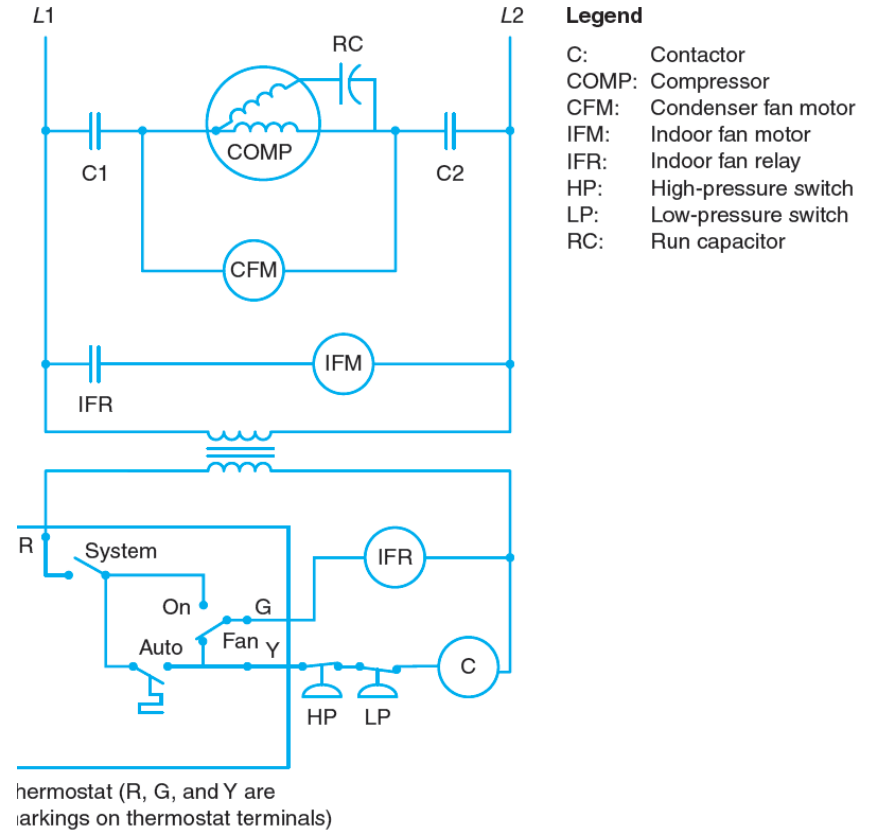 L1
L2
RC
C1
COMP
C2
CFM
IFM
IFR
R
System
IFR
On
G
Auto
Fan
Y
C
HP
LP
hermostat (R, G, and Y are
arkings on thermostat terminals)
Legend
C: Contactor
COMP: Compressor
CFM: Condenser fan motor
IFM: Indoor fan motor
IFR: Indoor fan relay
HP: High-pressure switch
LP: Low-pressure switch
RC: Run capacitor